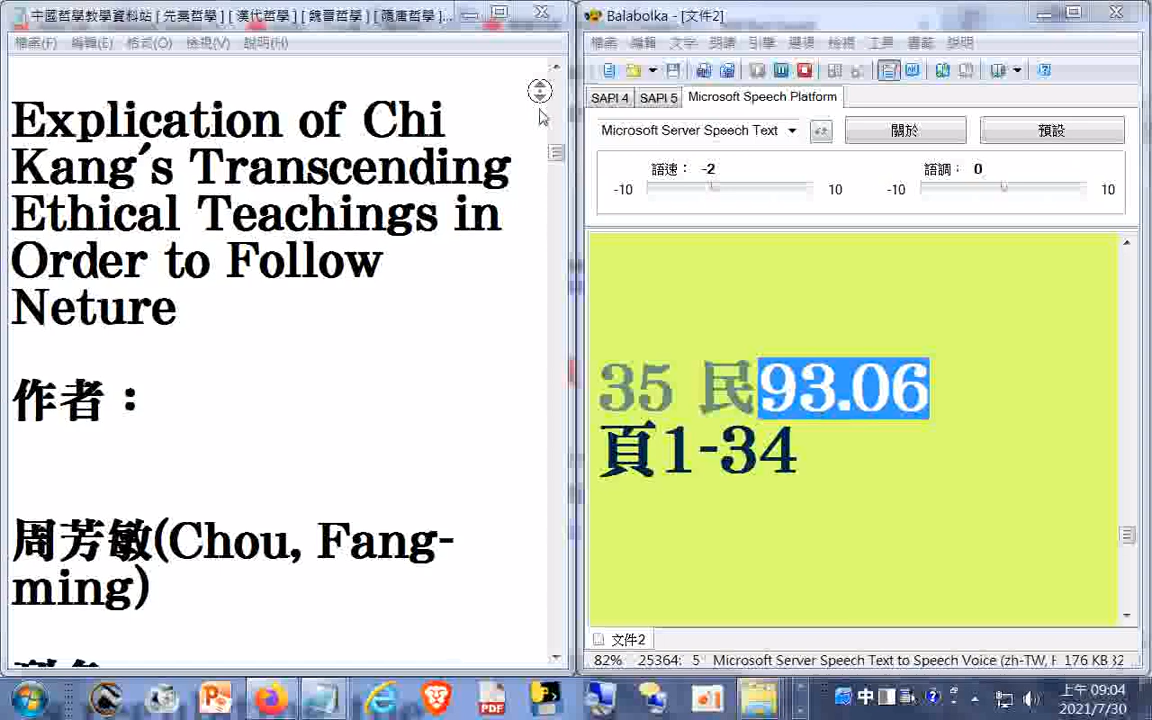 中國哲學教學資料站 [ 先秦哲學 ] [ 漢代哲學 ] [ 魏晉哲學 ] [ 隋唐哲學 ]...
檔案(F) 編輯(E) 格式(O) 檢視(V) 說明(H)
Explication of Chi
Kang's Transcending
Ethical Teachings in
Order to Follow
Neture
作者：
周芳敏(Chou, Fang-
ming)
Balabolka - [文件2]
檔案 編輯 文字 朗讀 引擎 選項 檢視 工具 書籤 說明
SAPI 4 SAPI 5 Microsoft Speech Platform
Microsoft Server Speech Text 關於 預設
語速： -2 語調： 0
-10 10 -10 10
35 民93.06
頁1-34
文件2
82% 25364: 5 Microsoft Server Speech Text to Speech Voice (zh-TW, 176 KB
中 上午 09:04
2021/7/30